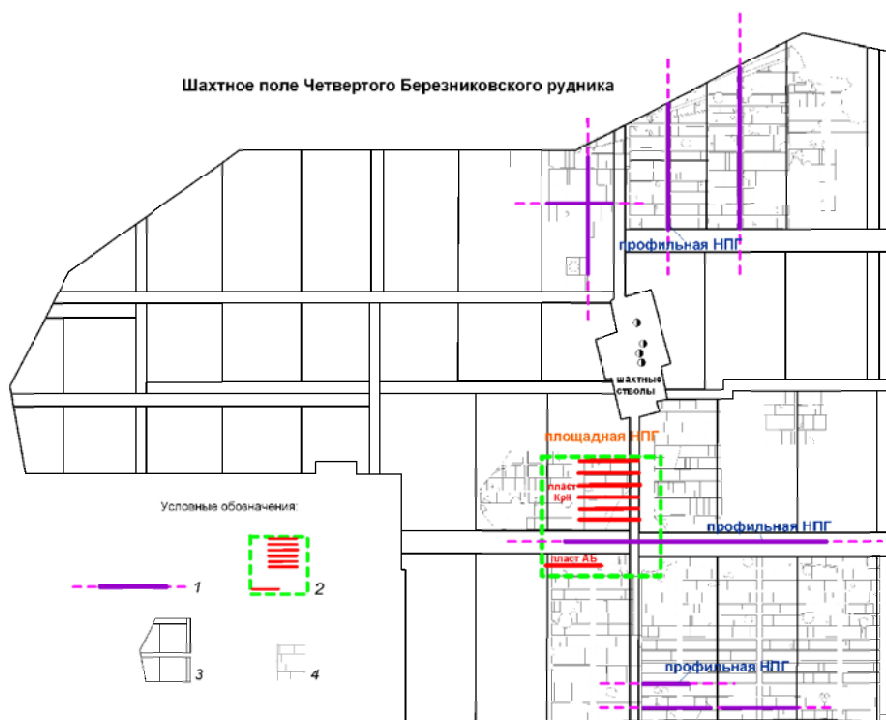 Шахтное поле Четвертого Березниковского рудника
профильная НПГ
шахтные
стволы
площадная НПГ
пласт
КрII
профильная НПГ
пласт АБ
Условные обозначения:
1
2
3
4
профильная НПГ